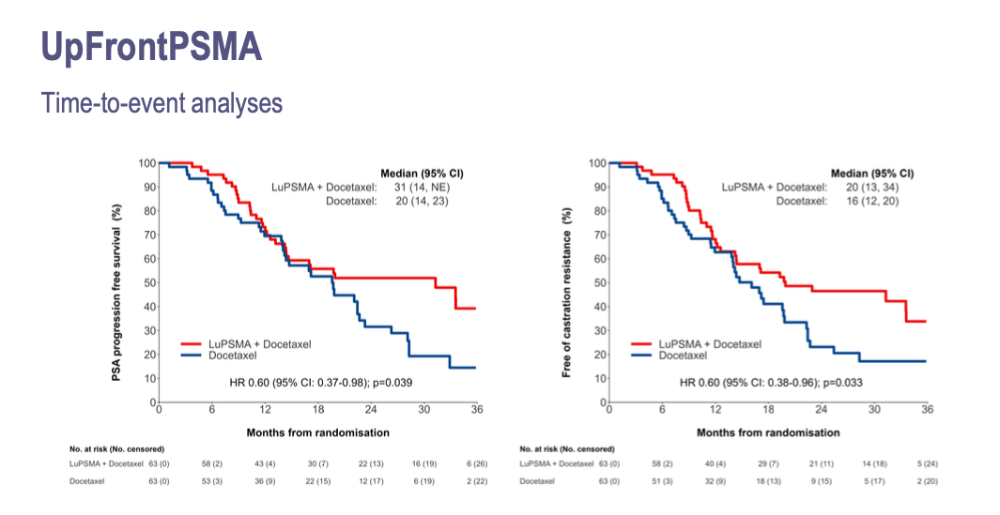 UpFrontPSMA
Time-to-event analyses
PSA progression free survival (%)
100
90
80
70
60
50
40
30
20
10
0
Median (95% CI)
LuPSMA + Docetaxel: 31 (14, NE)
Docetaxel: 20 (14, 23)
LuPSMA + Docetaxel
Docetaxel
HR 0.60 (95% CI: 0.37-0.98); p=0.039
0 6 12 18 24 30 36
Months from randomisation
No. at risk (No. censored)
LuPSMA + Docetaxel 63 (0) 58 (2) 43 (4) 30 (7) 22 (13) 16 (19) 6 (26)
Docetaxel 63 (0) 53 (3) 36 (9) 22 (15) 12 (17) 6 (19) 2 (22)
Free of castration resistance (%)
100
90
80
70
60
50
40
30
20
10
0
Median (95% CI)
LuPSMA + Docetaxel: 20 (13, 34)
Docetaxel: 16 (12, 20)
LuPSMA + Docetaxel
Docetaxel
HR 0.60 (95% CI: 0.38-0.96); p=0.033
0 6 12 18 24 30 36
Months from randomisation
No. at risk (No. censored)
LuPSMA + Docetaxel 63 (0) 58 (2) 40 (4) 29 (7) 21 (11) 14 (18) 5 (24)
Docetaxel 63 (0) 51 (3) 32 (9) 18 (13) 9 (15) 5 (17) 2 (20)